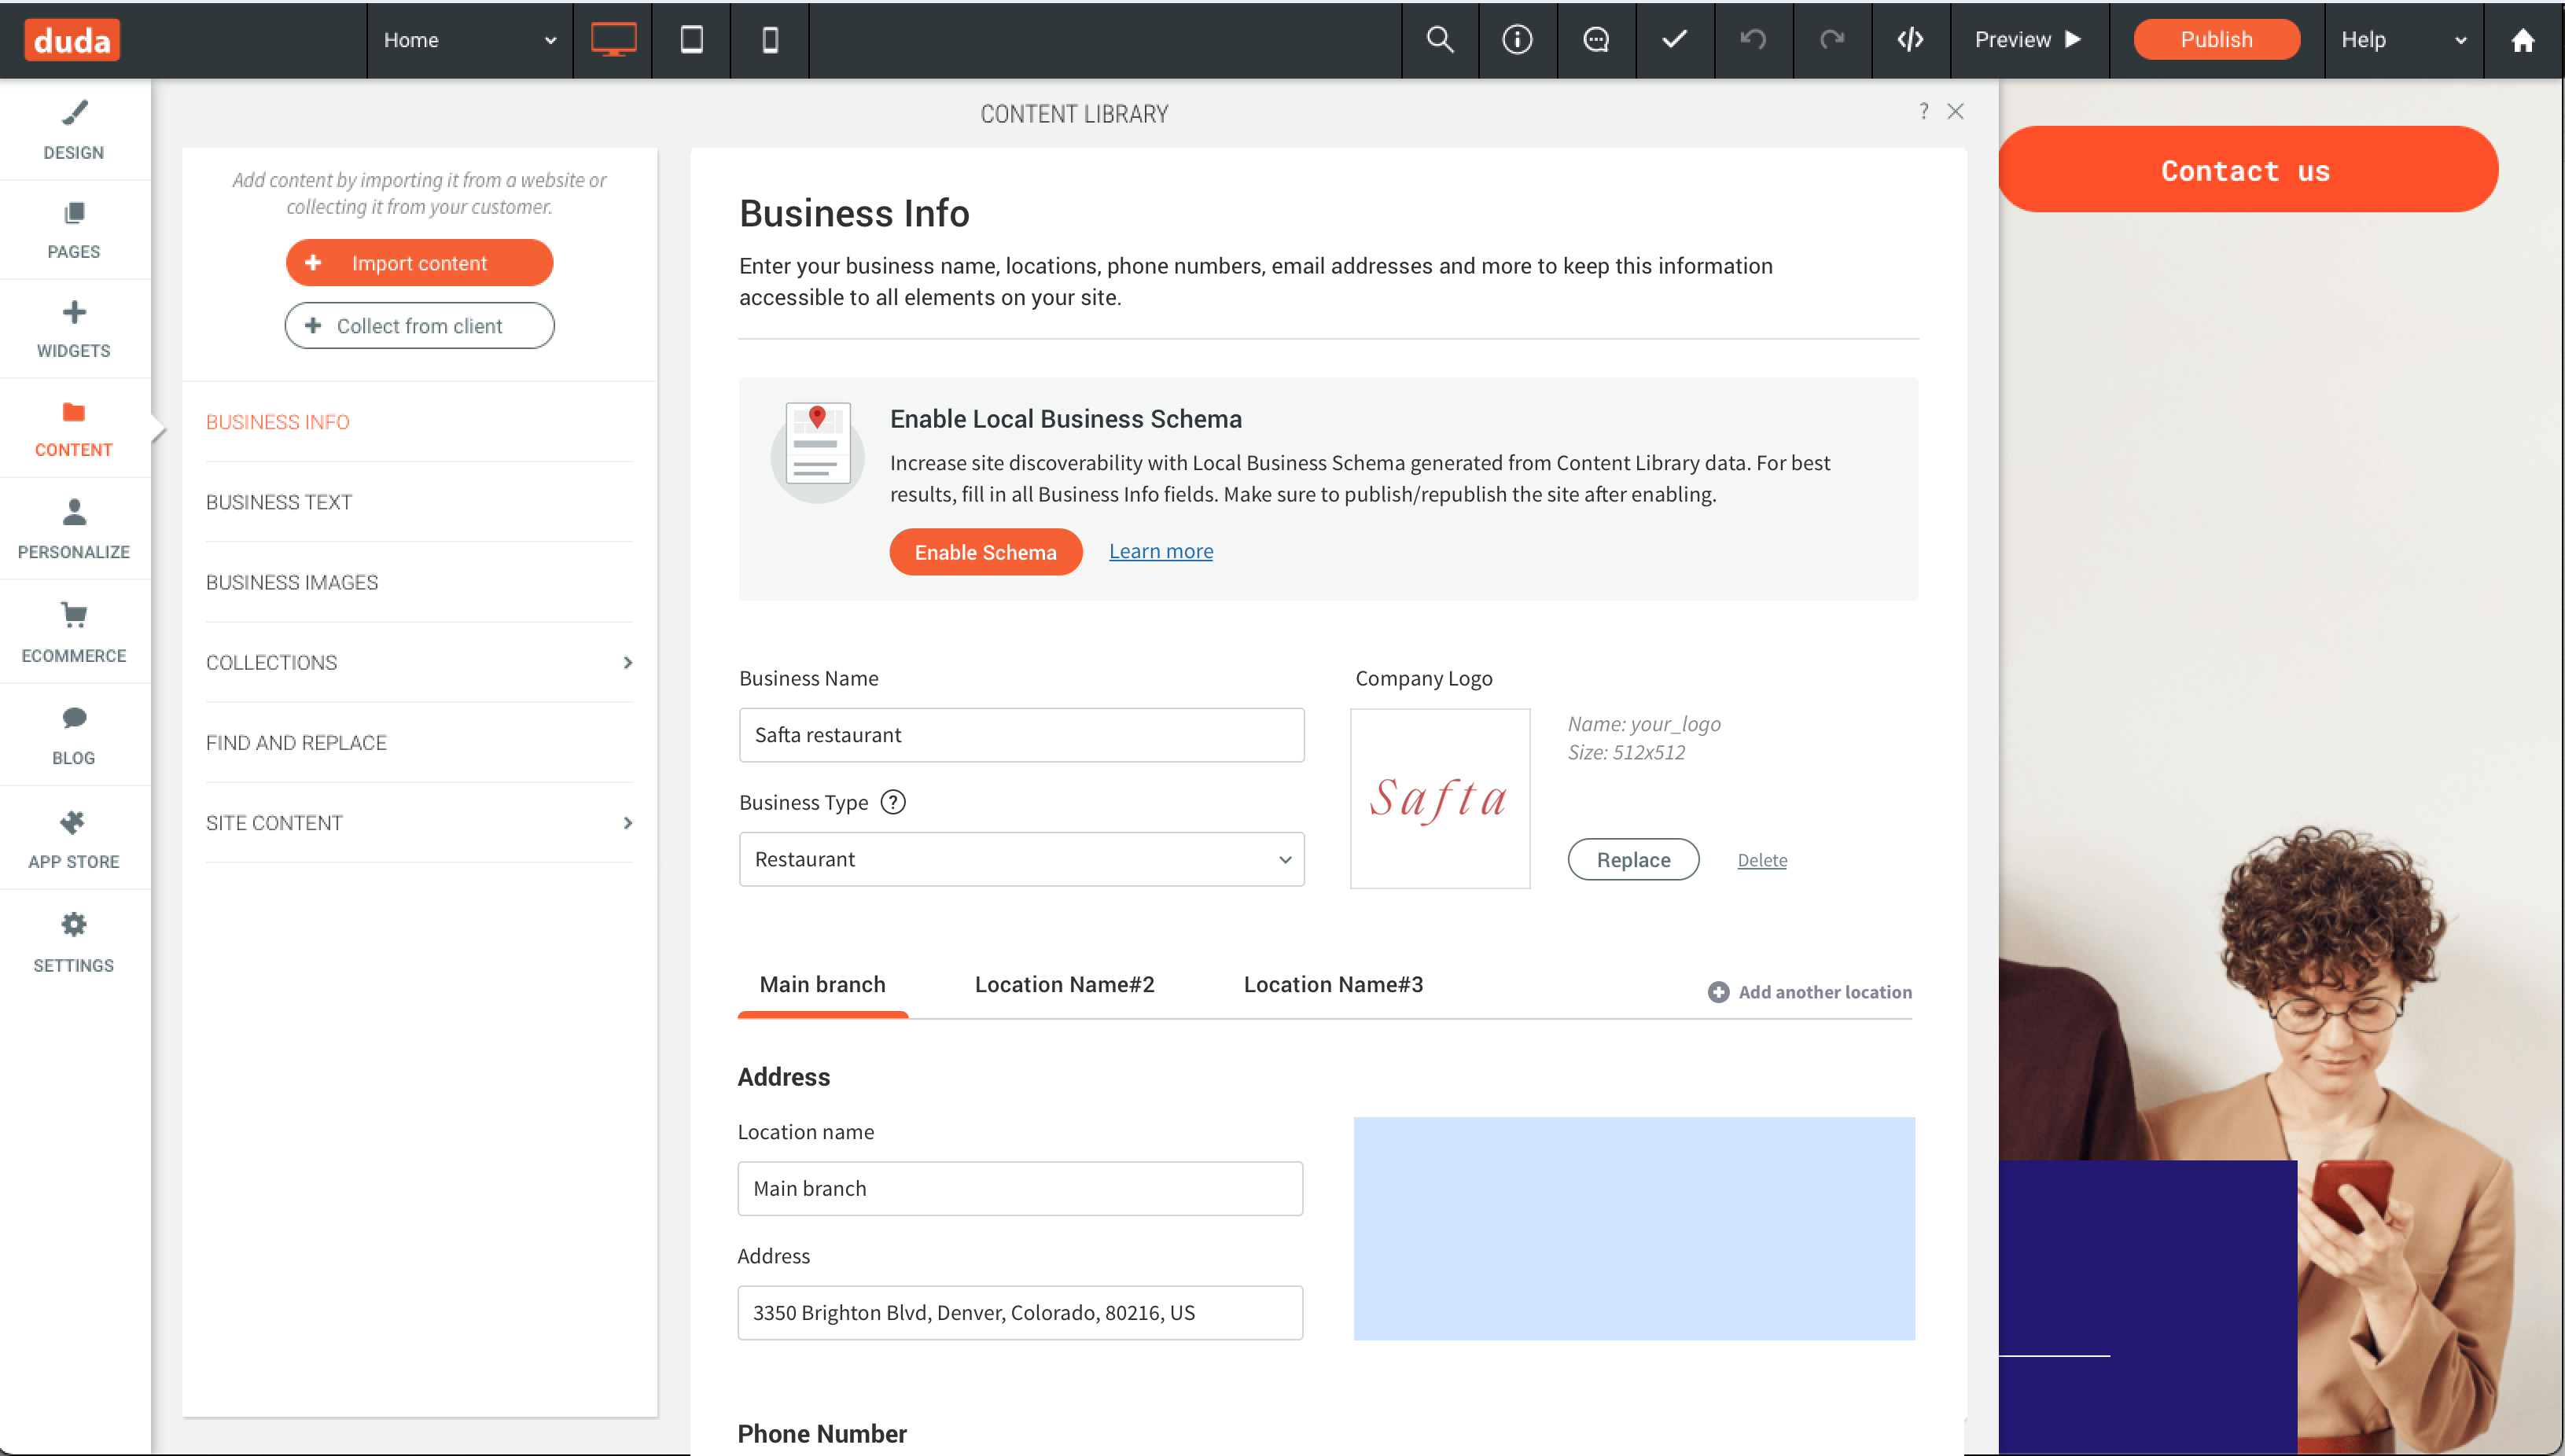 duda
Home
Preview
Publish
Help
DESIGN
PAGES
WIDGETS
CONTENT
PERSONALIZE
ECOMMERCE
BLOG
APP STORE
SETTINGS
CONTENT LIBRARY
?
Add content by importing it from a website or
collecting it from your customer.
+ Import content
+ Collect from client
BUSINESS INFO
BUSINESS TEXT
BUSINESS IMAGES
COLLECTIONS
FIND AND REPLACE
SITE CONTENT
Business Info
Enter your business name, locations, phone numbers, email addresses and more to keep this information
accessible to all elements on your site.
Enable Local Business Schema
Increase site discoverability with Local Business Schema generated from Content Library data. For best
results, fill in all Business Info fields. Make sure to publish/republish the site after enabling.
Enable Schema
Learn more
Business Name
Safta restaurant
Business Type ?
Restaurant
Company Logo
Safta
Name: your_logo
Size: 512x512
Replace
Delete
Main branch
Location Name#2
Location Name#3
Add another location
Address
Location name
Main branch
Address
3350 Brighton Blvd, Denver, Colorado, 80216, US
Phone Number
Contact us